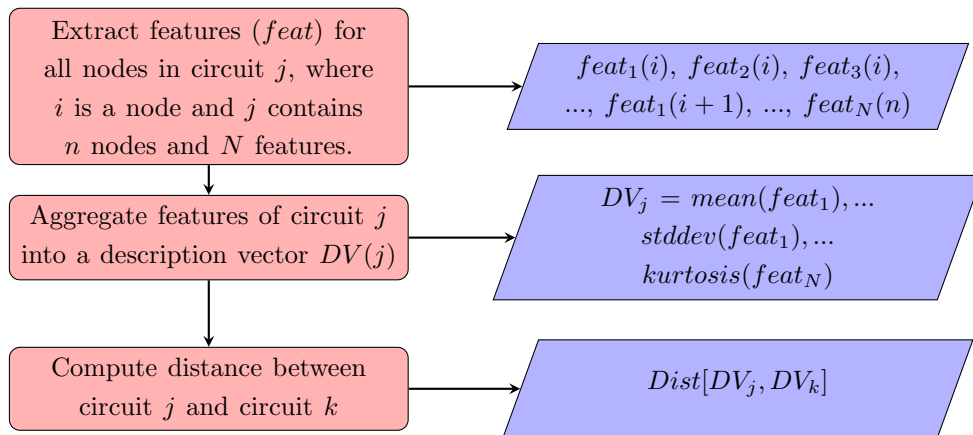 Extract features (feat) for
all nodes in circuit j, where
i is a node and j contains
n nodes and N features.
feat₁(i), feat₂(i), feat₃(i),
..., feat₁(i + 1), ..., feat_N(n)
Aggregate features of circuit j
into a description vector DV(j)
DV_j = mean(feat₁), ...
stddev(feat₁), ...
kurtosis(feat_N)
Compute distance between
circuit j and circuit k
Dist[DV_j, DV_k]